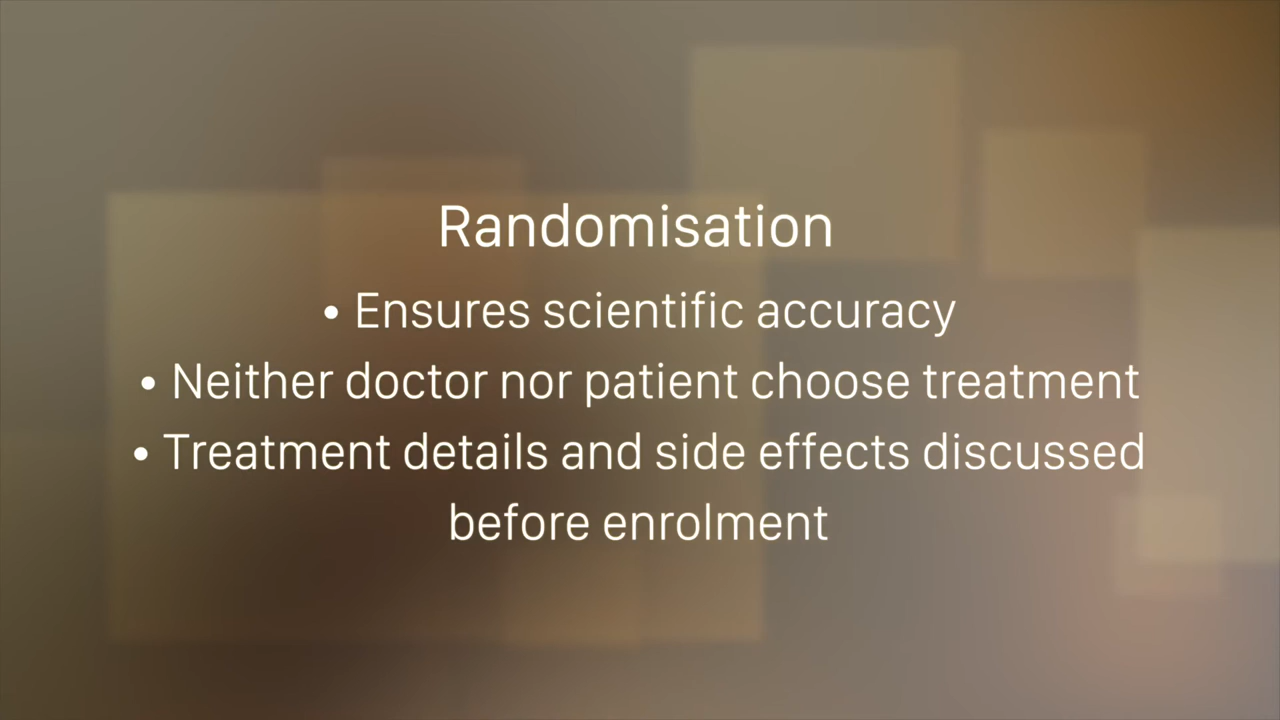 Randomisation
• Ensures scientific accuracy
• Neither doctor nor patient choose treatment
• Treatment details and side effects discussed
before enrolment